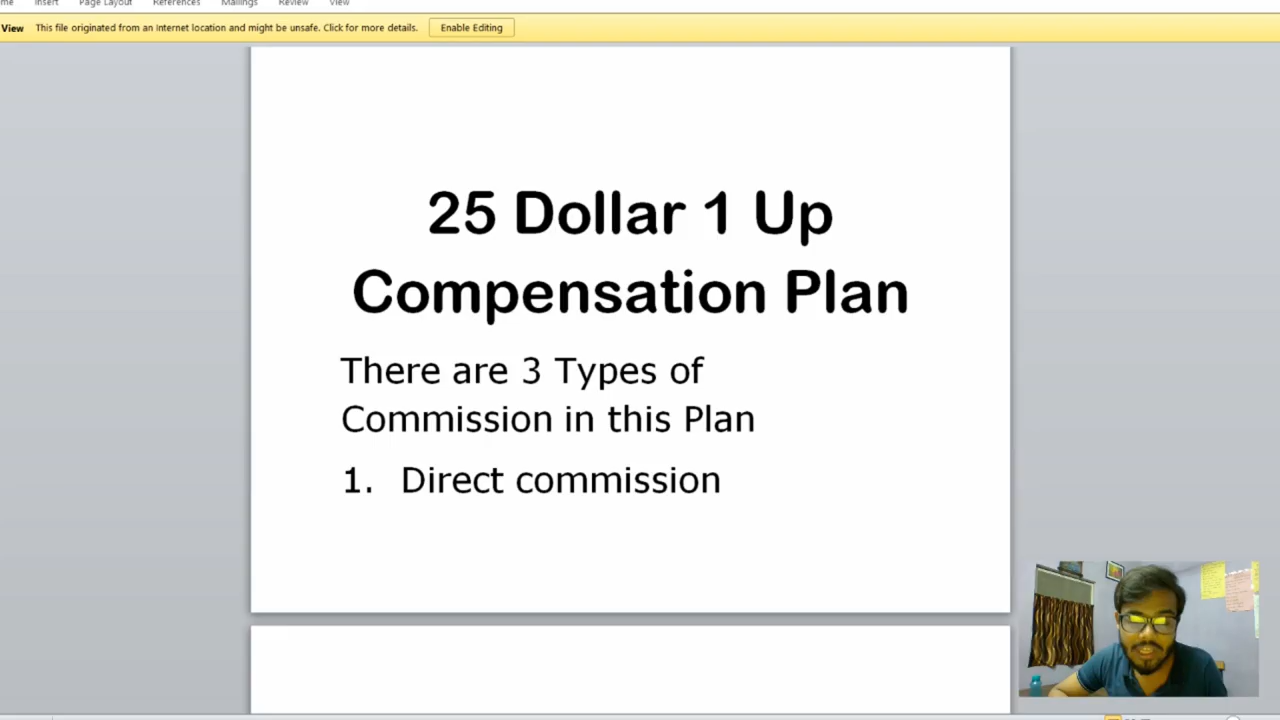 Insert Page Layout References Mailings Review View
View This file originated from an Internet location and might be unsafe. Click for more details. Enable Editing
25 Dollar 1 Up
Compensation Plan
There are 3 Types of
Commission in this Plan
1. Direct commission